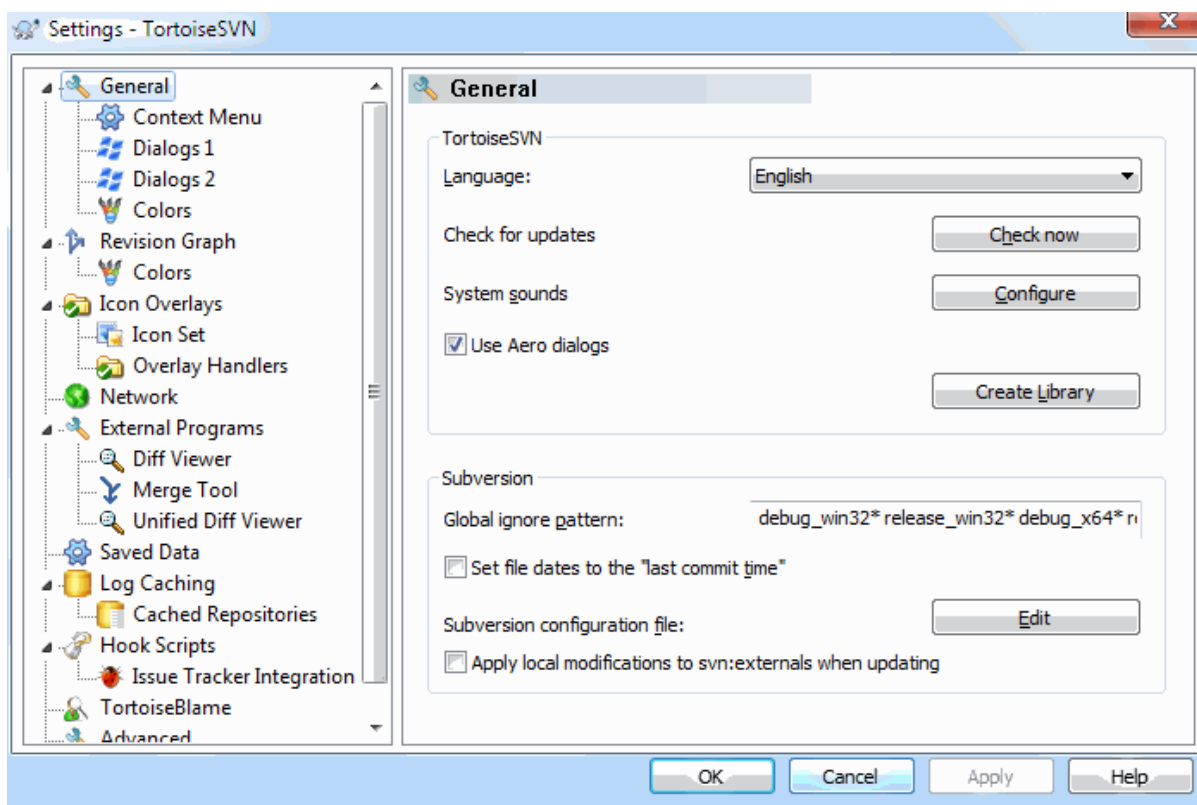 Settings - TortoiseSVN
General
Context Menu
Dialogs 1
Dialogs 2
Colors
Revision Graph
Colors
Icon Overlays
Icon Set
Overlay Handlers
Network
External Programs
Diff Viewer
Merge Tool
Unified Diff Viewer
Saved Data
Log Caching
Cached Repositories
Hook Scripts
Issue Tracker Integration
TortoiseBlame
Advanced
General
TortoiseSVN
Language: English
Check for updates Check now
System sounds Configure
Use Aero dialogs
Create Library
Subversion
Global ignore pattern: debug_win32* release_win32* debug_x64*
Set file dates to the "last commit time"
Subversion configuration file: Edit
Apply local modifications to svn:externals when updating
OK Cancel Apply Help